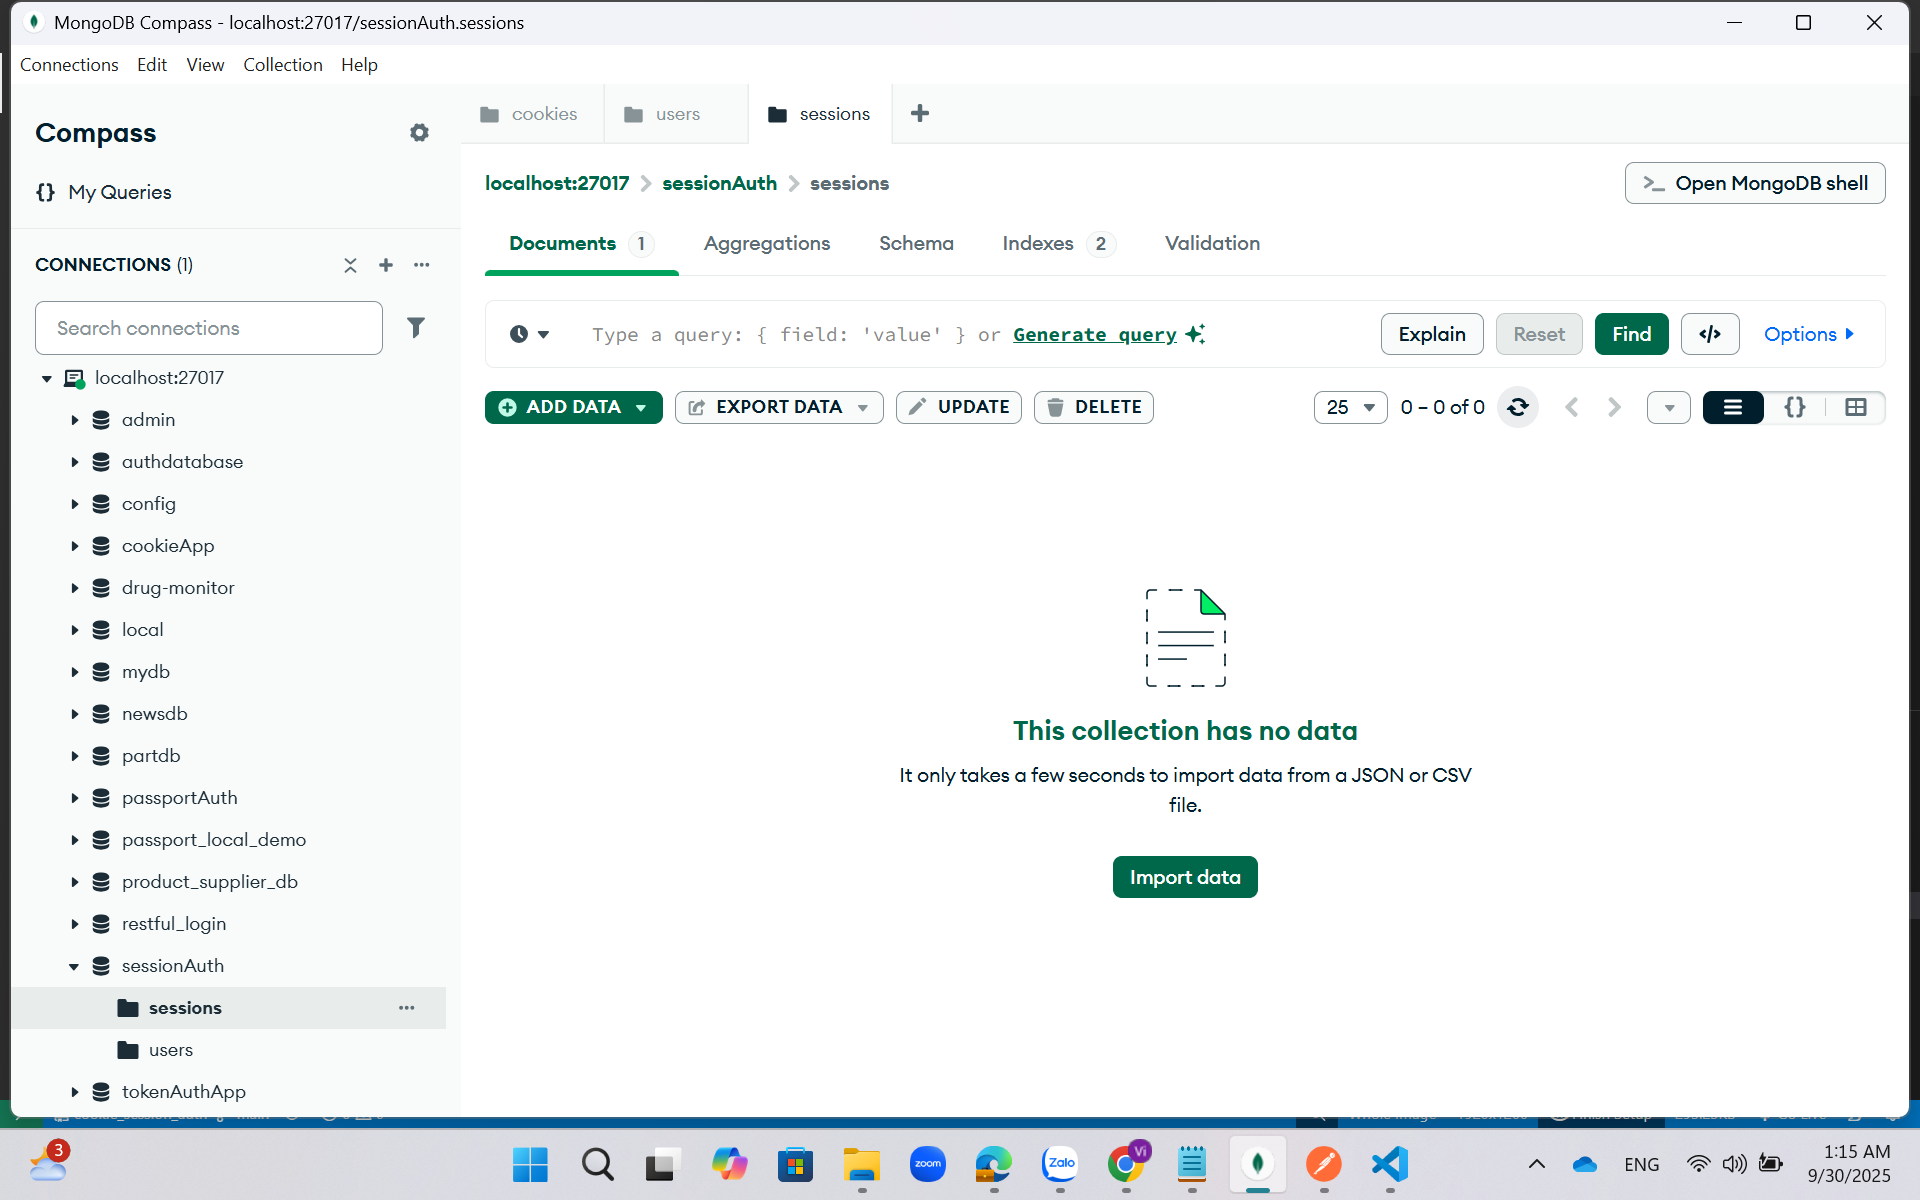 MongoDB Compass - localhost:27017/sessionAuth.sessions
Connections Edit View Collection Help
Compass
My Queries
CONNECTIONS (1)
Search connections
localhost:27017
admin
authdatabase
config
cookieApp
drug-monitor
local
mydb
newsdb
partdb
passportAuth
passport_local_demo
product_supplier_db
restful_login
sessionAuth
sessions
users
tokenAuthApp
cookies users sessions
localhost:27017 sessionAuth sessions
>_ Open MongoDB shell
Documents 1 Aggregations Schema Indexes 2 Validation
Type a query: { field: 'value' } or Generate query
Explain Reset Find </> Options
ADD DATA EXPORT DATA UPDATE DELETE
25 0 – 0 of 0 {}
This collection has no data
It only takes a few seconds to import data from a JSON or CSV
file.
Import data
3
zoom
Zalo
Vi
ENG
1:15 AM
9/30/2025